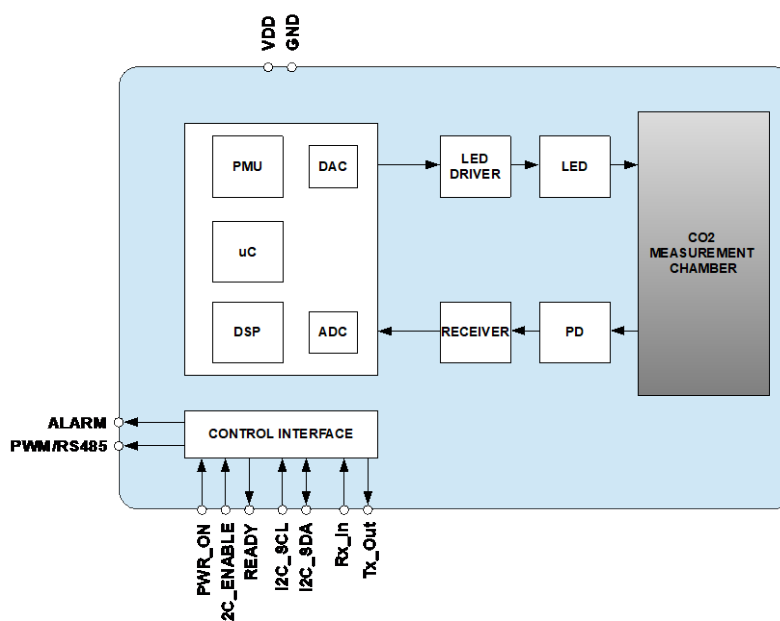 VDD
GND
PMU
DAC
LED
DRIVER
LED
CO2
MEASUREMENT
CHAMBER
uC
DSP
ADC
RECEIVER
PD
ALARM
PWM/RS485
CONTROL INTERFACE
PWR_ON
2C_ENABLE
READY
I2C_SCL
I2C_SDA
Rx_In
Tx_Out